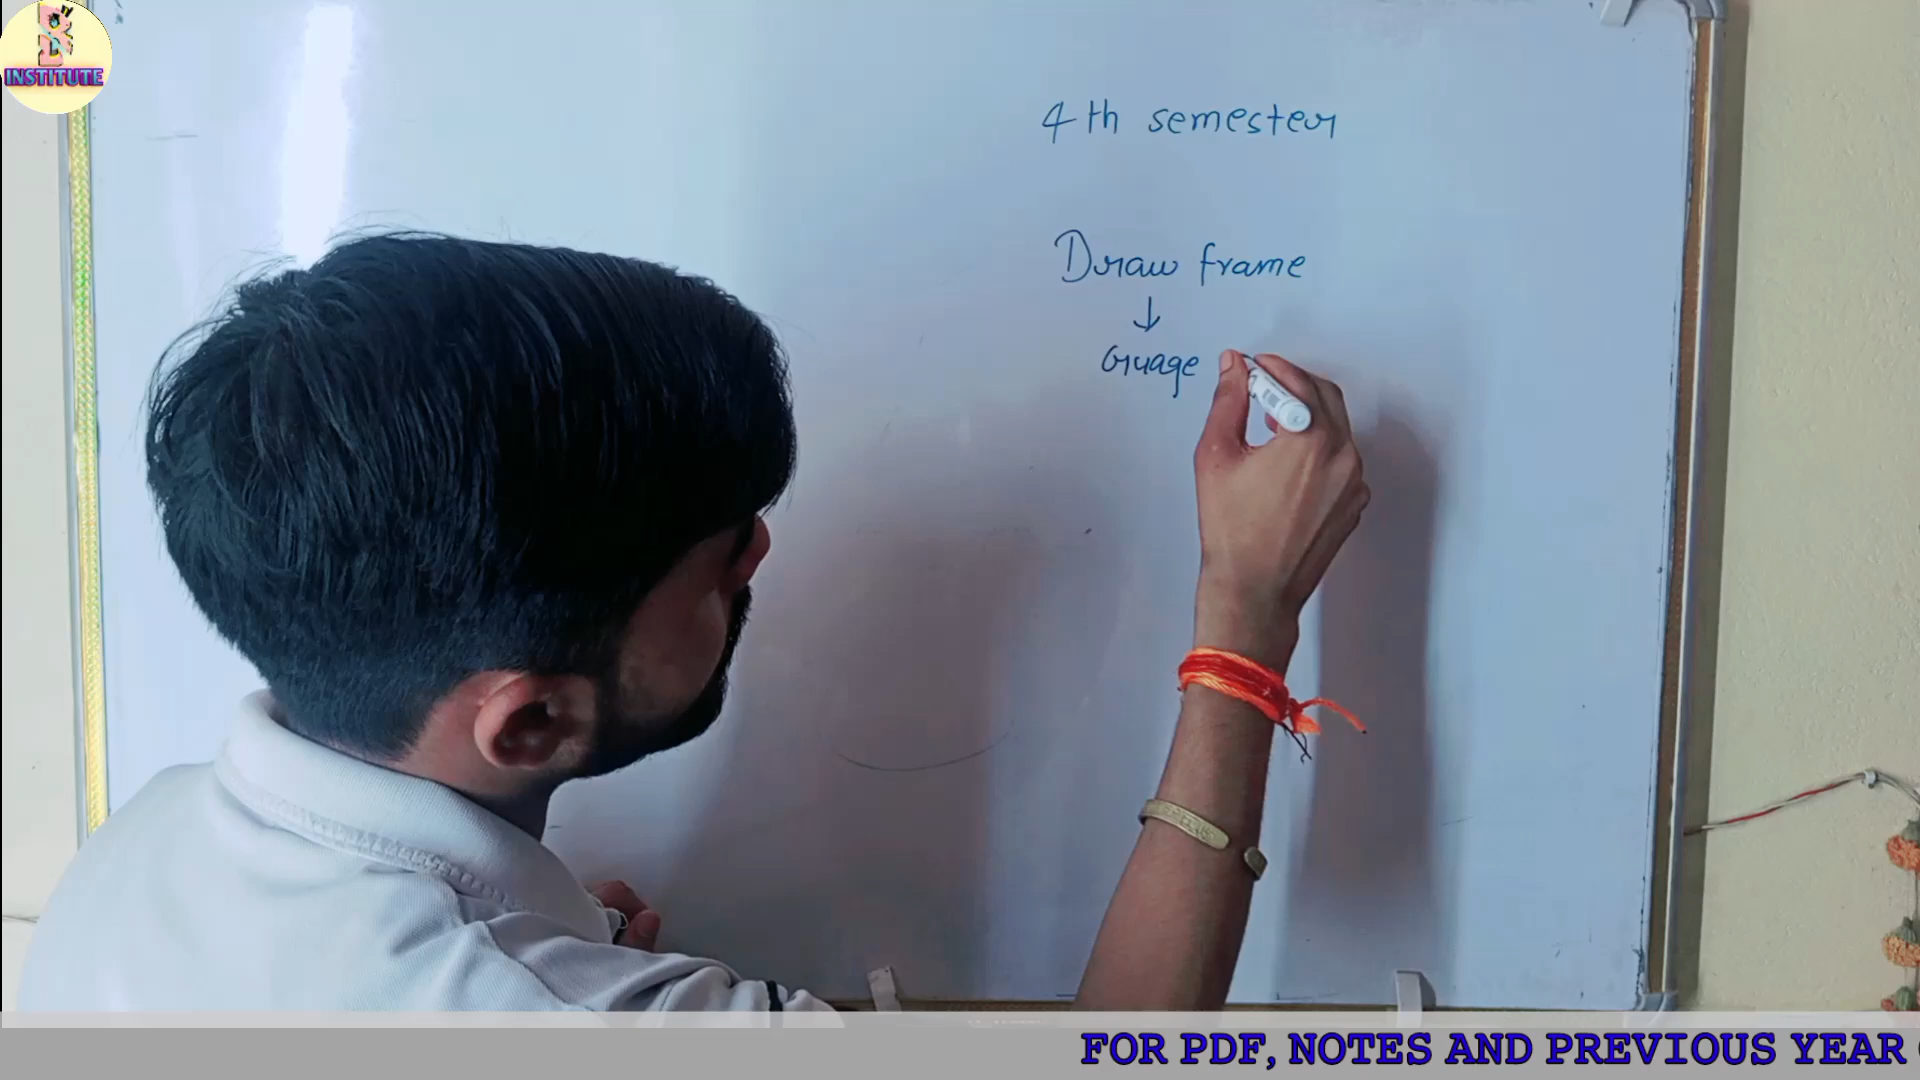 INSTITUTE
4th semester
Draw frame
↓
Guage
FOR PDF, NOTES AND PREVIOUS YEAR